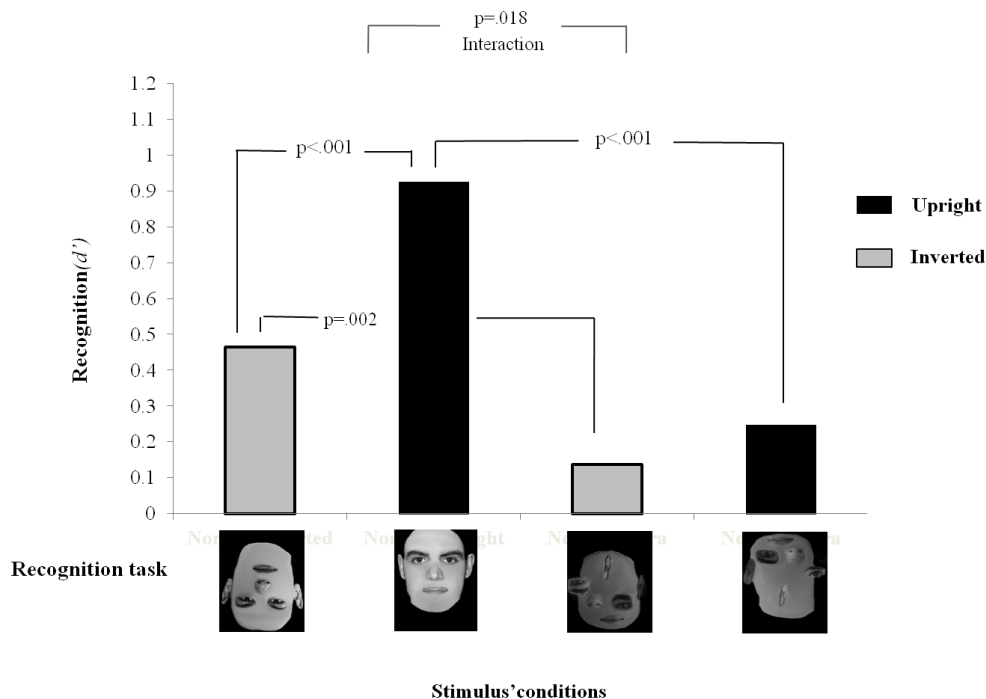 p=.018
Interaction
1.2
1.1
1
0.9
0.8
0.7
0.6
0.5
0.4
0.3
0.2
0.1
0
Recognition(d’)
p<.001
p<.001
p=.002
Upright
Inverted
Recognition task
Stimulus’conditions